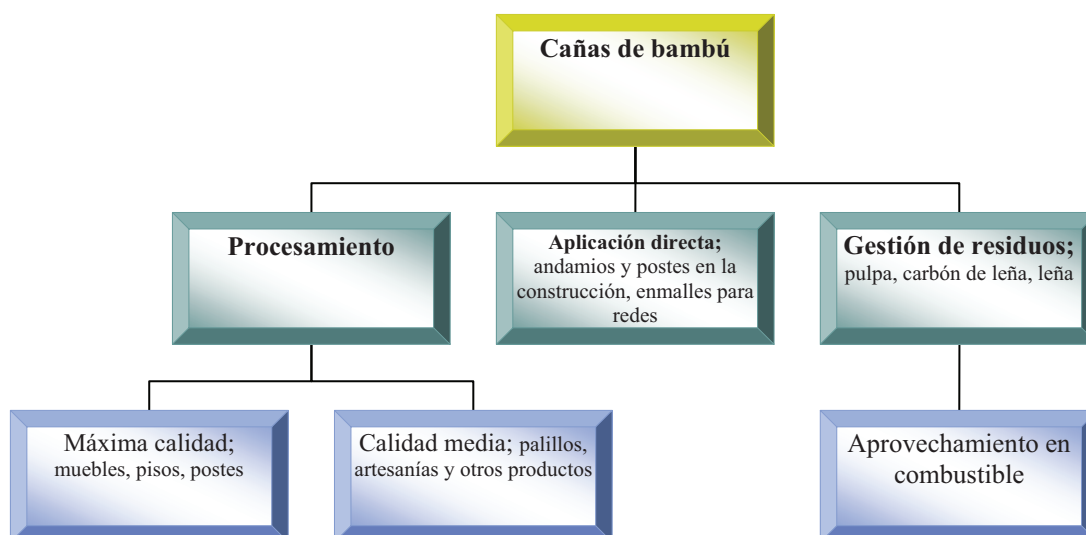 Cañas de bambú
Procesamiento
Aplicación directa;
andamios y postes en la
construcción, enmalles para
redes
Gestión de residuos;
pulpa, carbón de leña, leña
Máxima calidad;
muebles, pisos, postes
Calidad media; palillos,
artesanías y otros productos
Aprovechamiento en
combustible